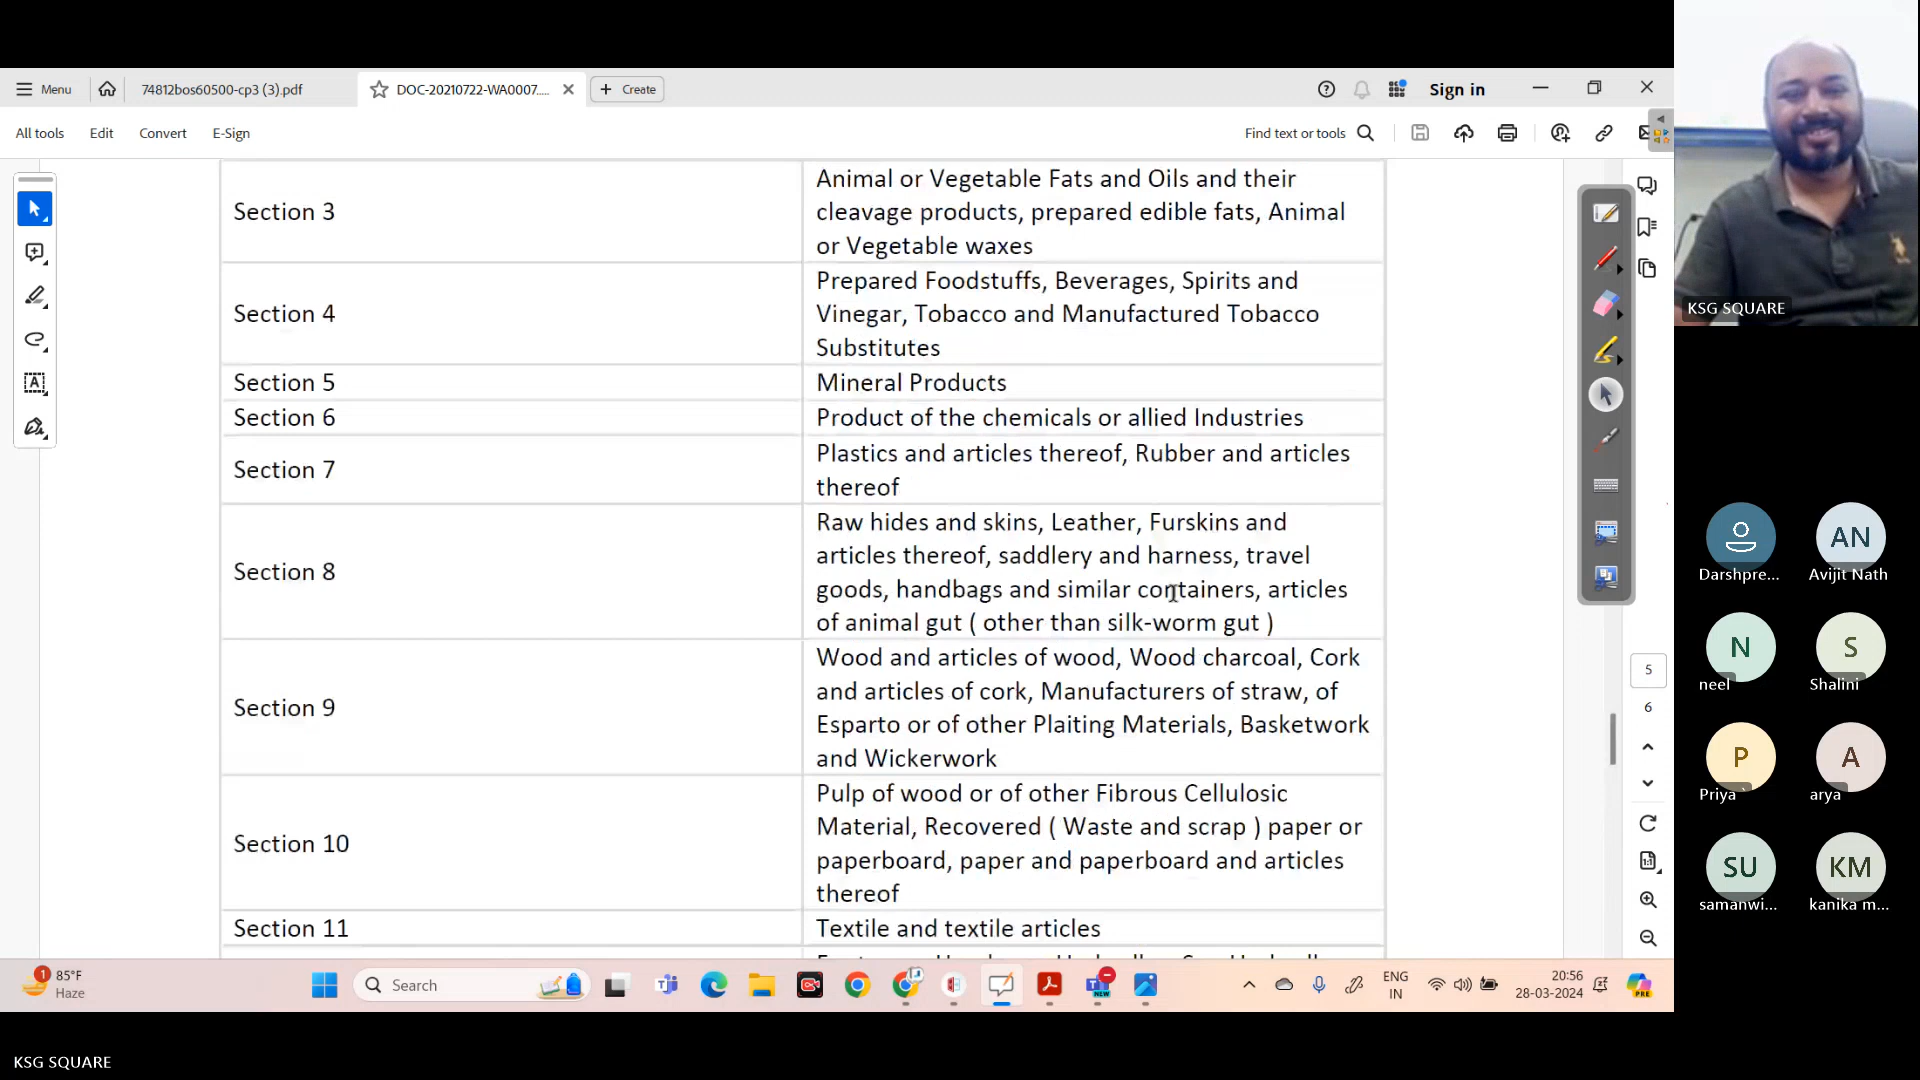 Menu
74812bos60500-cp3 (3).pdf
DOC-20210722-WA0007....
Create
Sign in
All tools
Edit
Convert
E-Sign
Find text or tools
Section 3
Animal or Vegetable Fats and Oils and their
cleavage products, prepared edible fats, Animal
or Vegetable waxes
Section 4
Prepared Foodstuffs, Beverages, Spirits and
Vinegar, Tobacco and Manufactured Tobacco
Substitutes
Section 5
Mineral Products
Section 6
Product of the chemicals or allied Industries
Section 7
Plastics and articles thereof, Rubber and articles
thereof
Section 8
Raw hides and skins, Leather, Furskins and
articles thereof, saddlery and harness, travel
goods, handbags and similar containers, articles
of animal gut ( other than silk-worm gut )
Section 9
Wood and articles of wood, Wood charcoal, Cork
and articles of cork, Manufacturers of straw, of
Esparto or of other Plaiting Materials, Basketwork
and Wickerwork
Section 10
Pulp of wood or of other Fibrous Cellulosic
Material, Recovered ( Waste and scrap ) paper or
paperboard, paper and paperboard and articles
thereof
Section 11
Textile and textile articles
5
6
KSG SQUARE
Darshpre...
AN
Avijit Nath
N
neel
S
Shalini
P
Priya `
A
arya
SU
samanwi...
KM
kanika m...
1
85°F
Haze
Search
NEW
ENG
IN
20:56
28-03-2024
PRE
KSG SQUARE